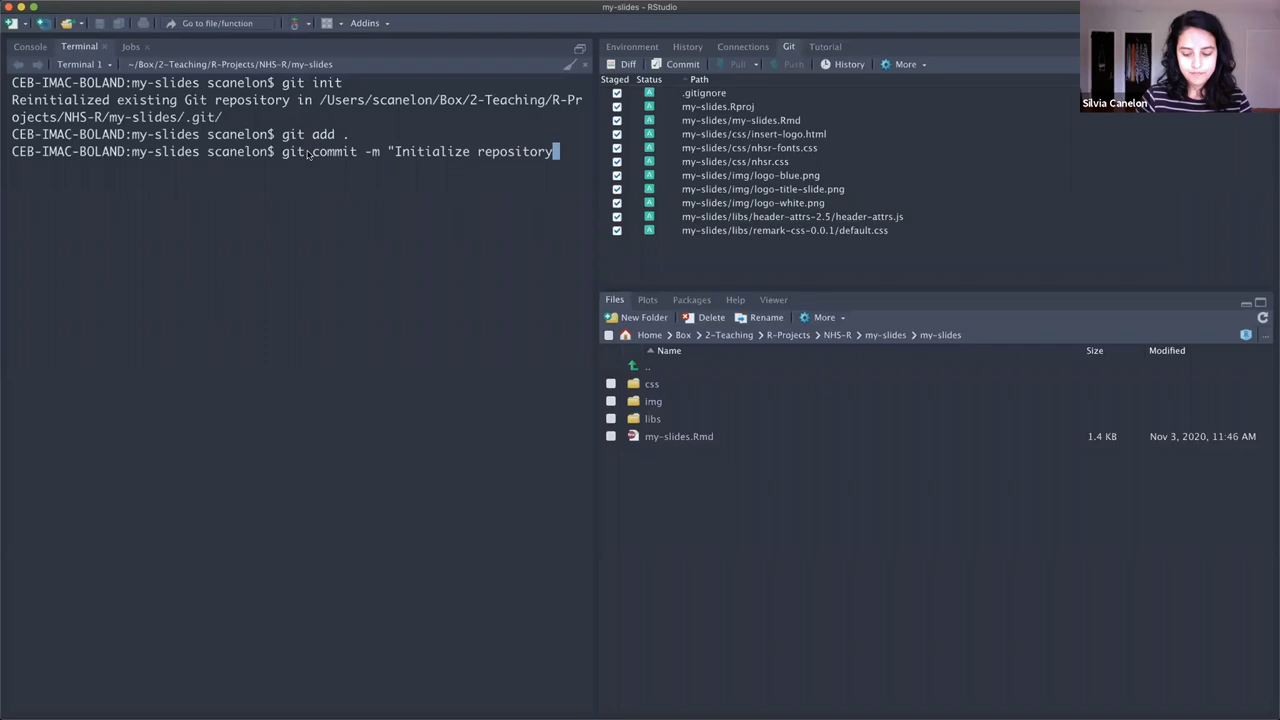 my-slides - RStudio
Go to file/function
Addins
Console
Terminal
Jobs
Terminal 1
~/Box/2-Teaching/R-Projects/NHS-R/my-slides
CEB-IMAC-BOLAND:my-slides scanelon$ git init
Reinitialized existing Git repository in /Users/scanelon/Box/2-Teaching/R-Pr
ojects/NHS-R/my-slides/.git/
CEB-IMAC-BOLAND:my-slides scanelon$ git add .
CEB-IMAC-BOLAND:my-slides scanelon$ git commit -m "Initialize repository
Environment
History
Connections
Git
Tutorial
Diff
Commit
Pull
Push
History
More
Staged
Status
Path
A .gitignore
A my-slides.Rproj
A my-slides/my-slides.Rmd
A my-slides/css/insert-logo.html
A my-slides/css/nhsr-fonts.css
A my-slides/css/nhsr.css
A my-slides/img/logo-blue.png
A my-slides/img/logo-title-slide.png
A my-slides/img/logo-white.png
A my-slides/libs/header-attrs-2.5/header-attrs.js
A my-slides/libs/remark-css-0.0.1/default.css
Files
Plots
Packages
Help
Viewer
New Folder
Delete
Rename
More
Home
Box
2-Teaching
R-Projects
NHS-R
my-slides
my-slides
Name
Size
Modified
..
css
img
libs
my-slides.Rmd 1.4 KB Nov 3, 2020, 11:46 AM
Silvia Canelon